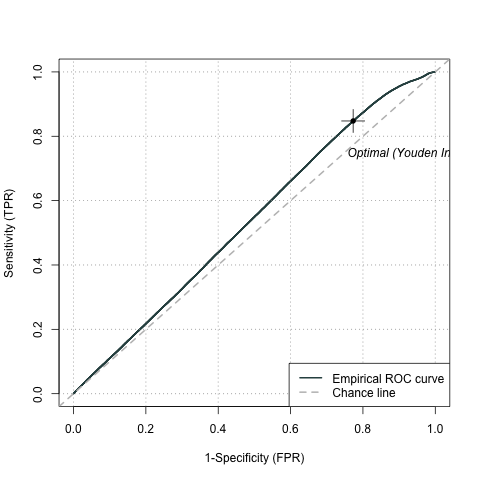 1.0
0.8
0.6
0.4
0.2
0.0
Sensitivity (TPR)
Optimal (Youden In
Empirical ROC curve
Chance line
0.0 0.2 0.4 0.6 0.8 1.0
1-Specificity (FPR)